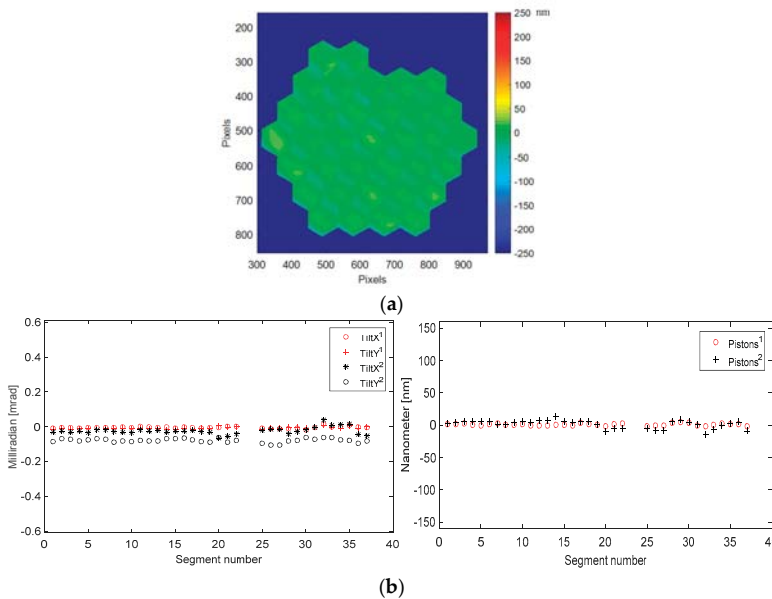 250 nm
200
200
150
300
100
400
50
Pixels
500
0
-50
600
-100
700
-150
800
-200
-250
300 400 500 600 700 800 900
Pixels
(a)
0.6
0.4
0.2
0
-0.2
-0.4
-0.6
Milliradian [mrad]
TiltX¹
TiltY¹
TiltX²
TiltY²
0 5 10 15 20 25 30 35 40
Segment number
150
100
50
0
-50
-100
-150
Nanometer [nm]
Pistons¹
Pistons²
0 5 10 15 20 25 30 35 4
Segment number
(b)